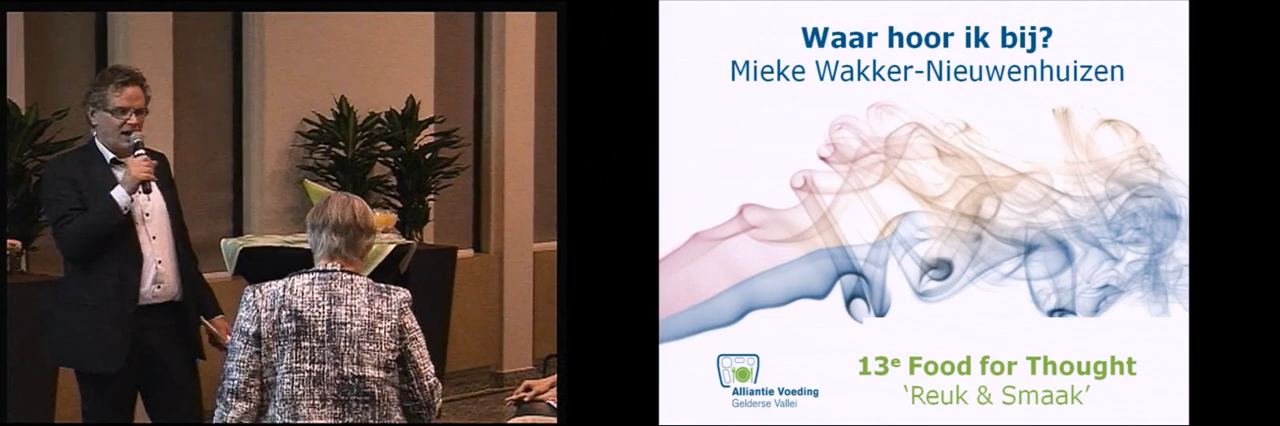 Waar hoor ik bij?
Mieke Wakker-Nieuwenhuizen
13e Food for Thought
'Reuk & Smaak'
Alliantie Voeding
Gelderse Vallei